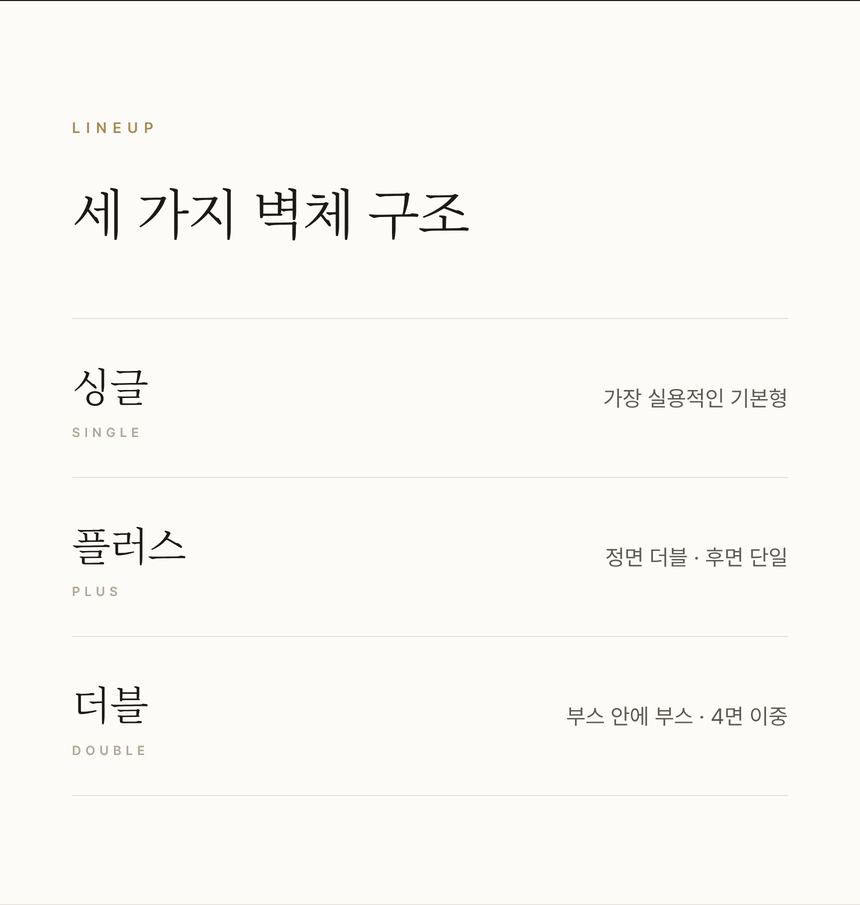 LINEUP
세 가지 벽체 구조
싱글
가장 실용적인 기본형
SINGLE
플러스
정면 더블 · 후면 단일
PLUS
더블
부스 안에 부스 · 4면 이중
DOUBLE